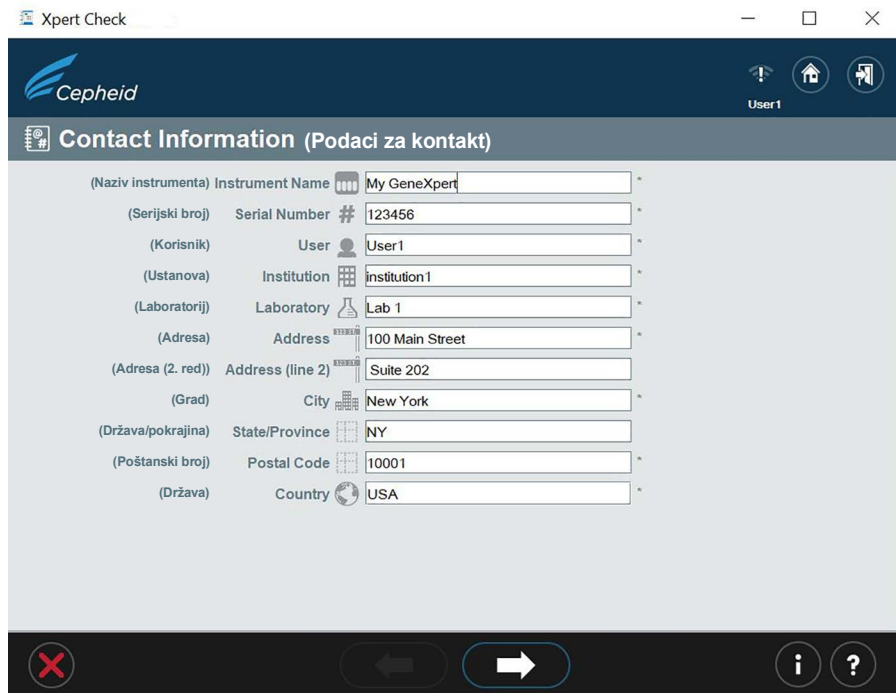 Xpert Check
Cepheid
User1
Contact Information (Podaci za kontakt)
(Naziv instrumenta) Instrument Name My GeneXpert *
(Serijski broj) Serial Number # 123456 *
(Korisnik) User User1 *
(Ustanova) Institution institution1 *
(Laboratorij) Laboratory Lab 1 *
(Adresa) Address 100 Main Street *
(Adresa (2. red)) Address (line 2) Suite 202
(Grad) City New York *
(Država/pokrajina) State/Province NY
(Poštanski broj) Postal Code 10001 *
(Država) Country USA *
i ?